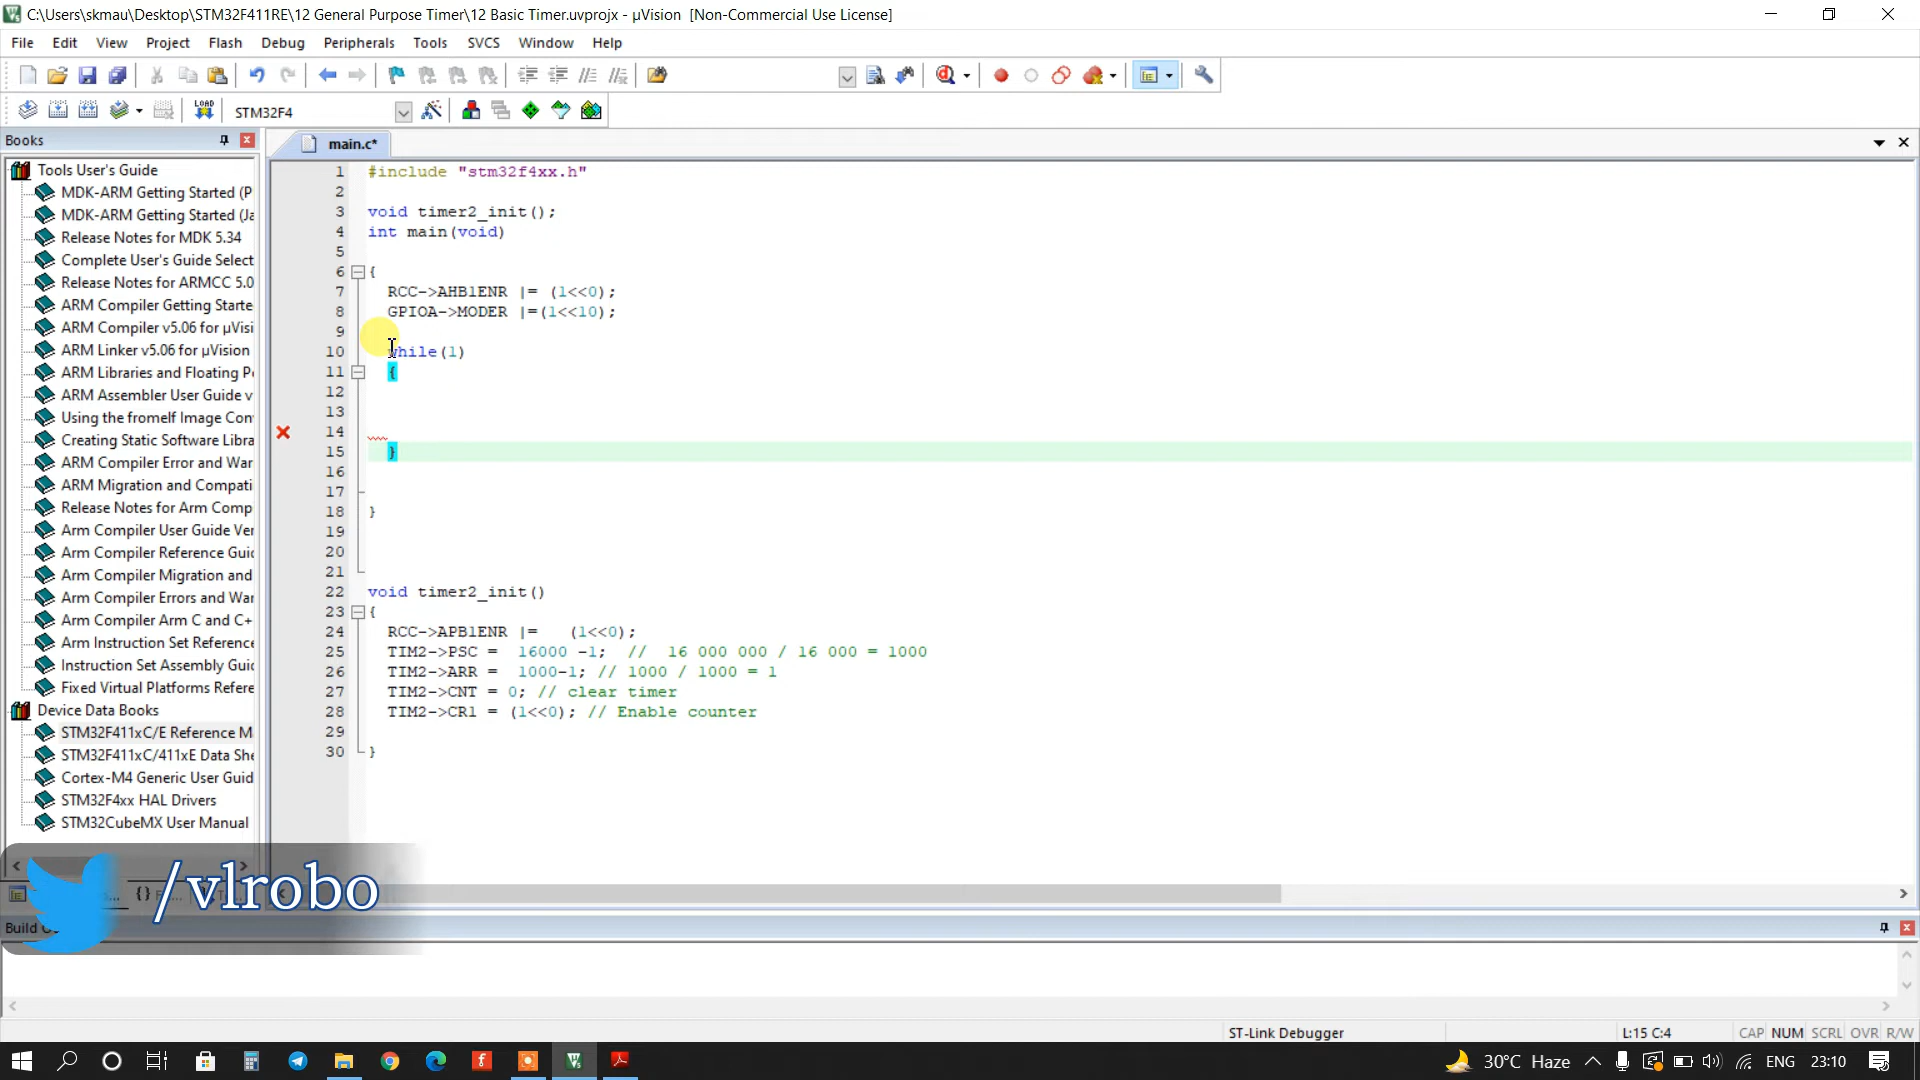 C:\Users\skmau\Desktop\STM32F411RE\12 General Purpose Timer\12 Basic Timer.uvprojx - µVision [Non-Commercial Use License]
File Edit View Project Flash Debug Peripherals Tools SVCS Window Help
LOAD STM32F4
Books
main.c*
Tools User's Guide
MDK-ARM Getting Started (P
MDK-ARM Getting Started (Ja
Release Notes for MDK 5.34
Complete User's Guide Select
Release Notes for ARMCC 5.0
ARM Compiler Getting Starte
ARM Compiler v5.06 for µVisi
ARM Linker v5.06 for µVision
ARM Libraries and Floating P
ARM Assembler User Guide v
Using the fromelf Image Con
Creating Static Software Libra
ARM Compiler Error and War
ARM Migration and Compati
Release Notes for Arm Comp
Arm Compiler User Guide Ver
Arm Compiler Reference Guid
Arm Compiler Migration and
Arm Compiler Errors and War
Arm Compiler Arm C and C+
Arm Instruction Set Reference
Instruction Set Assembly Guid
Fixed Virtual Platforms Refere
Device Data Books
STM32F411xC/E Reference M
STM32F411xC/411xE Data She
Cortex-M4 Generic User Guid
STM32F4xx HAL Drivers
STM32CubeMX User Manual
1 #include "stm32f4xx.h"
2
3 void timer2_init();
4 int main(void)
5
6 {
7 RCC->AHB1ENR |= (1<<0);
8 GPIOA->MODER |=(1<<10);
9
10 while(1)
11 {
12
13
14
15 }
16
17
18 }
19
20
21
22 void timer2_init()
23 {
24 RCC->APB1ENR |= (1<<0);
25 TIM2->PSC = 16000 -1; // 16 000 000 / 16 000 = 1000
26 TIM2->ARR = 1000-1; // 1000 / 1000 = 1
27 TIM2->CNT = 0; // clear timer
28 TIM2->CR1 = (1<<0); // Enable counter
29
30 }
/vlrobo
Build
ST-Link Debugger L:15 C:4 CAP NUM SCRL OVR R/W
30°C Haze ENG 23:10